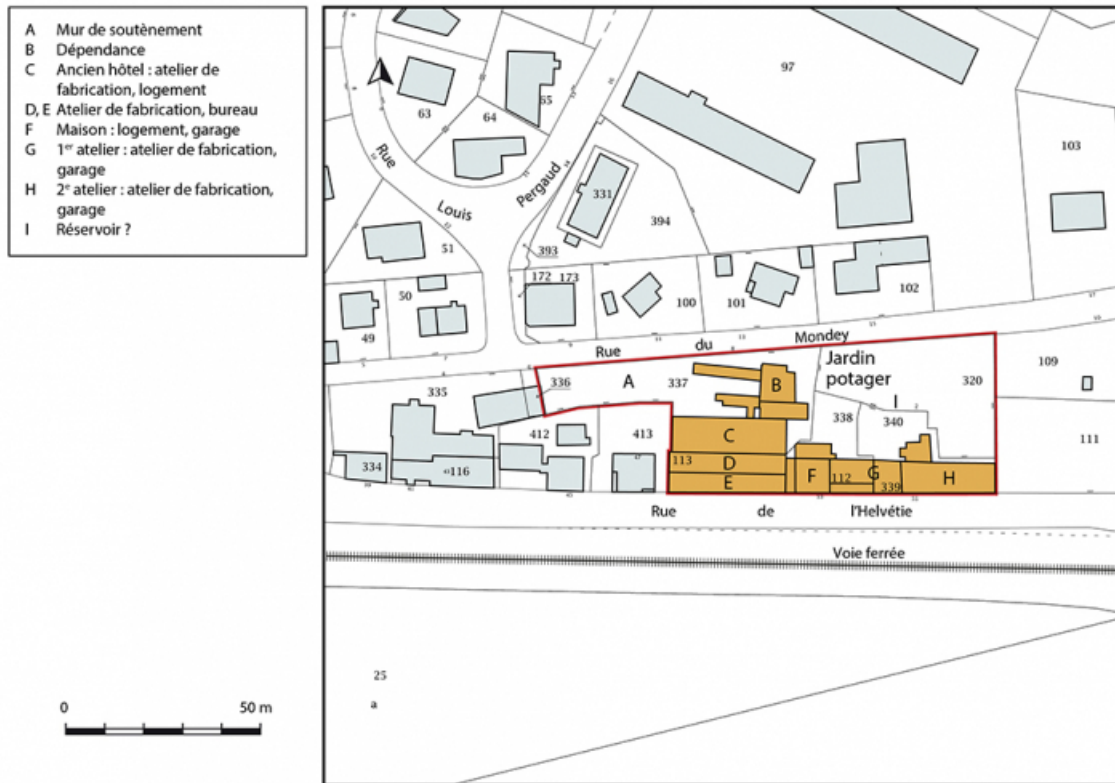 A Mur de soutènement
B Dépendance
C Ancien hôtel : atelier de
fabrication, logement
D, E Atelier de fabrication, bureau
F Maison : logement, garage
G 1er atelier : atelier de fabrication,
garage
H 2e atelier : atelier de fabrication,
garage
I Réservoir ?
0 50 m
97
65
63
64
103
331
Rue
Louis
Pergaud
394
51
393
172 173
50
100
101
102
49
Rue du Mondey
109
336
A
337
B
Jardin
potager
I
320
335
338
340
412
413
C
111
334
116
113
D
E
F
112
G
339
H
Rue de l'Helvétie
Voie ferrée
25
a